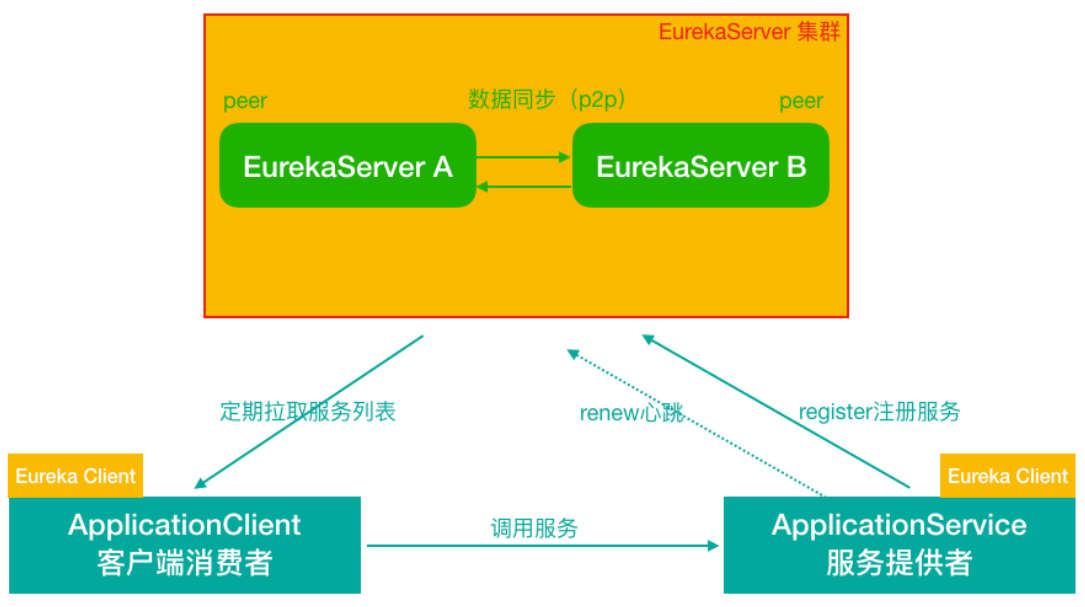 EurekaServer 集群
peer
数据同步（p2p）
peer
EurekaServer A
EurekaServer B
定期拉取服务列表
renew心跳
register注册服务
Eureka Client
Eureka Client
ApplicationClient
客户端消费者
调用服务
ApplicationService
服务提供者